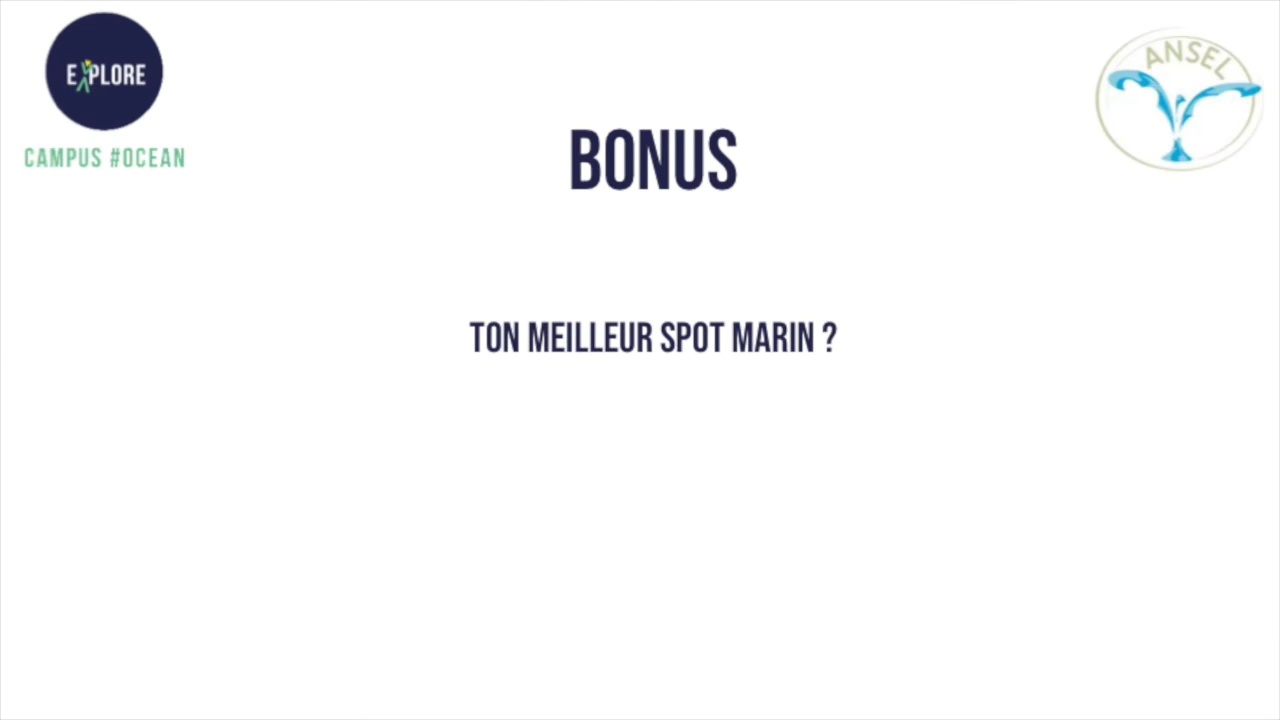 EXPLORE
CAMPUS #OCEAN
ANSEL
BONUS
TON MEILLEUR SPOT MARIN ?